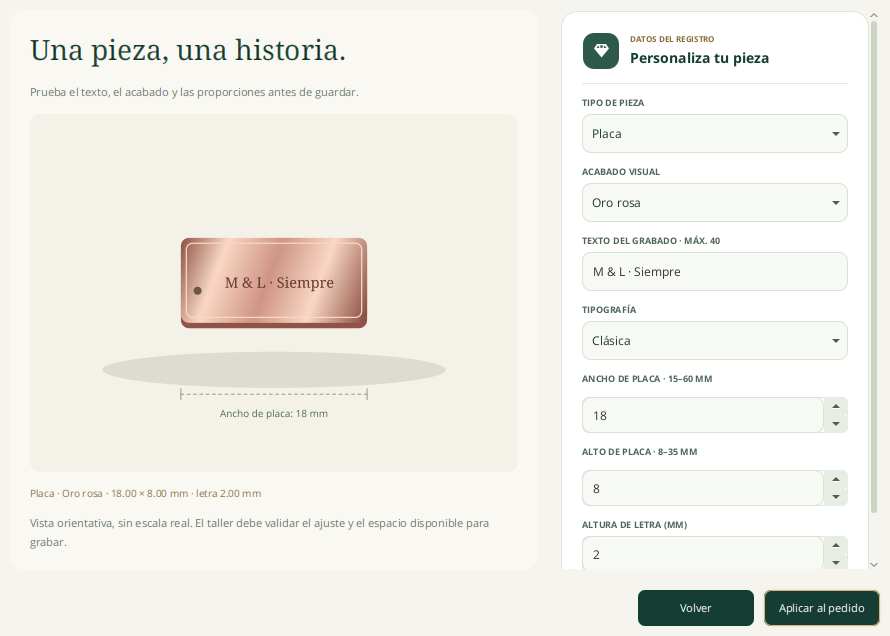 Una pieza, una historia.
Prueba el texto, el acabado y las proporciones antes de guardar.
M & L · Siempre
Ancho de placa: 18 mm
Placa · Oro rosa · 18.00 × 8.00 mm · letra 2.00 mm
Vista orientativa, sin escala real. El taller debe validar el ajuste y el espacio disponible para
grabar.
DATOS DEL REGISTRO
Personaliza tu pieza
TIPO DE PIEZA
Placa
ACABADO VISUAL
Oro rosa
TEXTO DEL GRABADO · MÁX. 40
M & L · Siempre
TIPOGRAFÍA
Clásica
ANCHO DE PLACA · 15–60 MM
18
ALTO DE PLACA · 8–35 MM
8
ALTURA DE LETRA (MM)
2
Volver
Aplicar al pedido